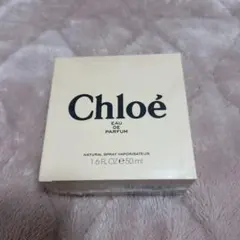 Chloé
EAU
DE
PARFUM
NATURAL SPRAY VAPORISATEUR
1.6 FL.OZ ℮ 50 ml